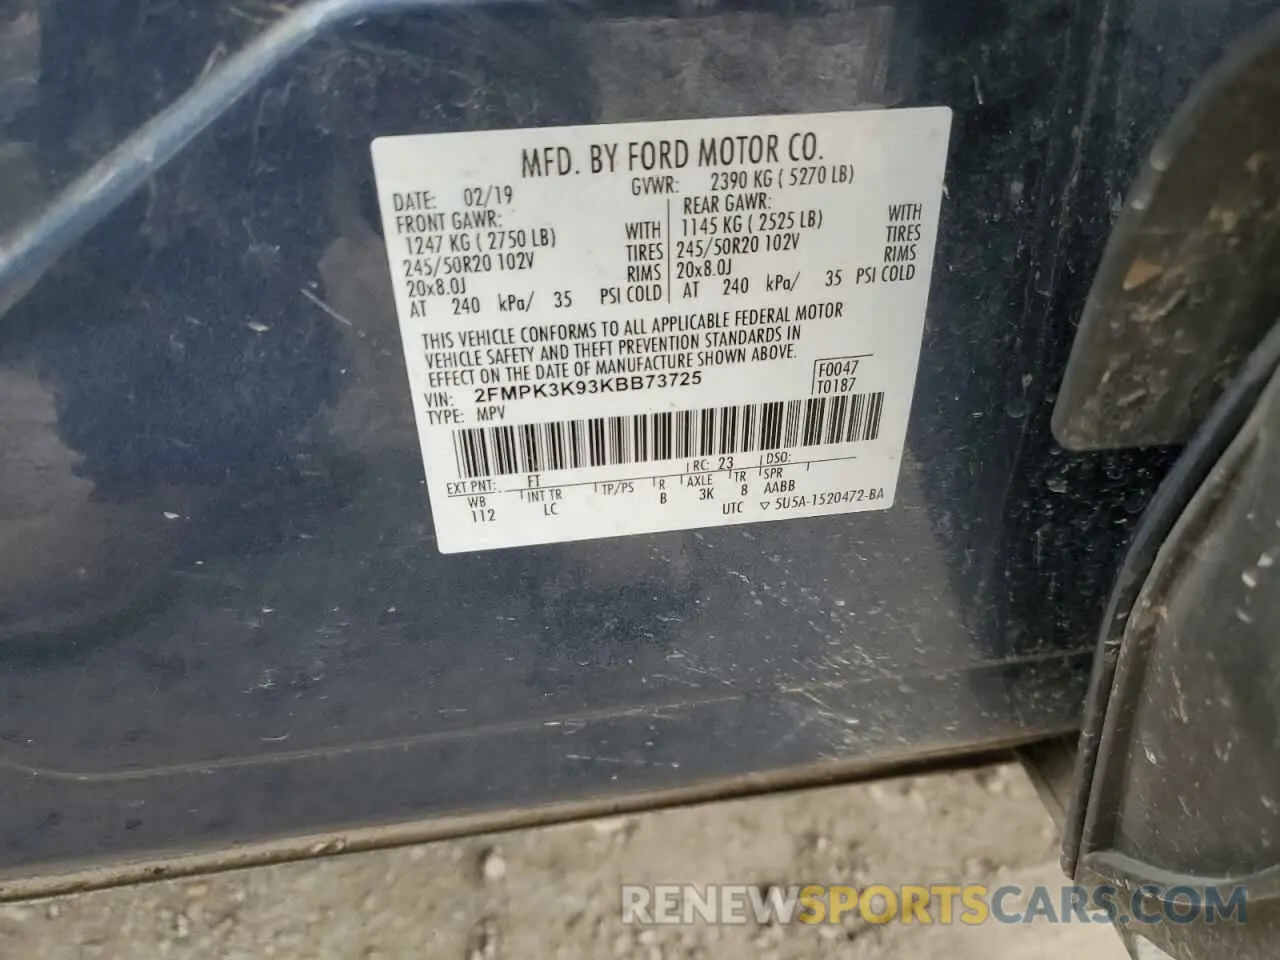 MFD. BY FORD MOTOR CO.
DATE: 02/19 GVWR: 2390 KG ( 5270 LB)
FRONT GAWR: REAR GAWR:
1247 KG ( 2750 LB) WITH 1145 KG ( 2525 LB) WITH
245/50R20 102V TIRES 245/50R20 102V TIRES
20x8.0J RIMS 20x8.0J RIMS
AT 240 kPa/ 35 PSI COLD AT 240 kPa/ 35 PSI COLD
THIS VEHICLE CONFORMS TO ALL APPLICABLE FEDERAL MOTOR
VEHICLE SAFETY AND THEFT PREVENTION STANDARDS IN
EFFECT ON THE DATE OF MANUFACTURE SHOWN ABOVE.
VIN: 2FMPK3K93KBB73725 F0047
TYPE: MPV T0187
EXT PNT: FT RC: 23 DSO:
WB INT TR TP/PS R AXLE TR SPR
112 LC B 3K 8 AABB
UTC ▽ 5U5A-1520472-BA
RENEWSPORTSCARS.COM